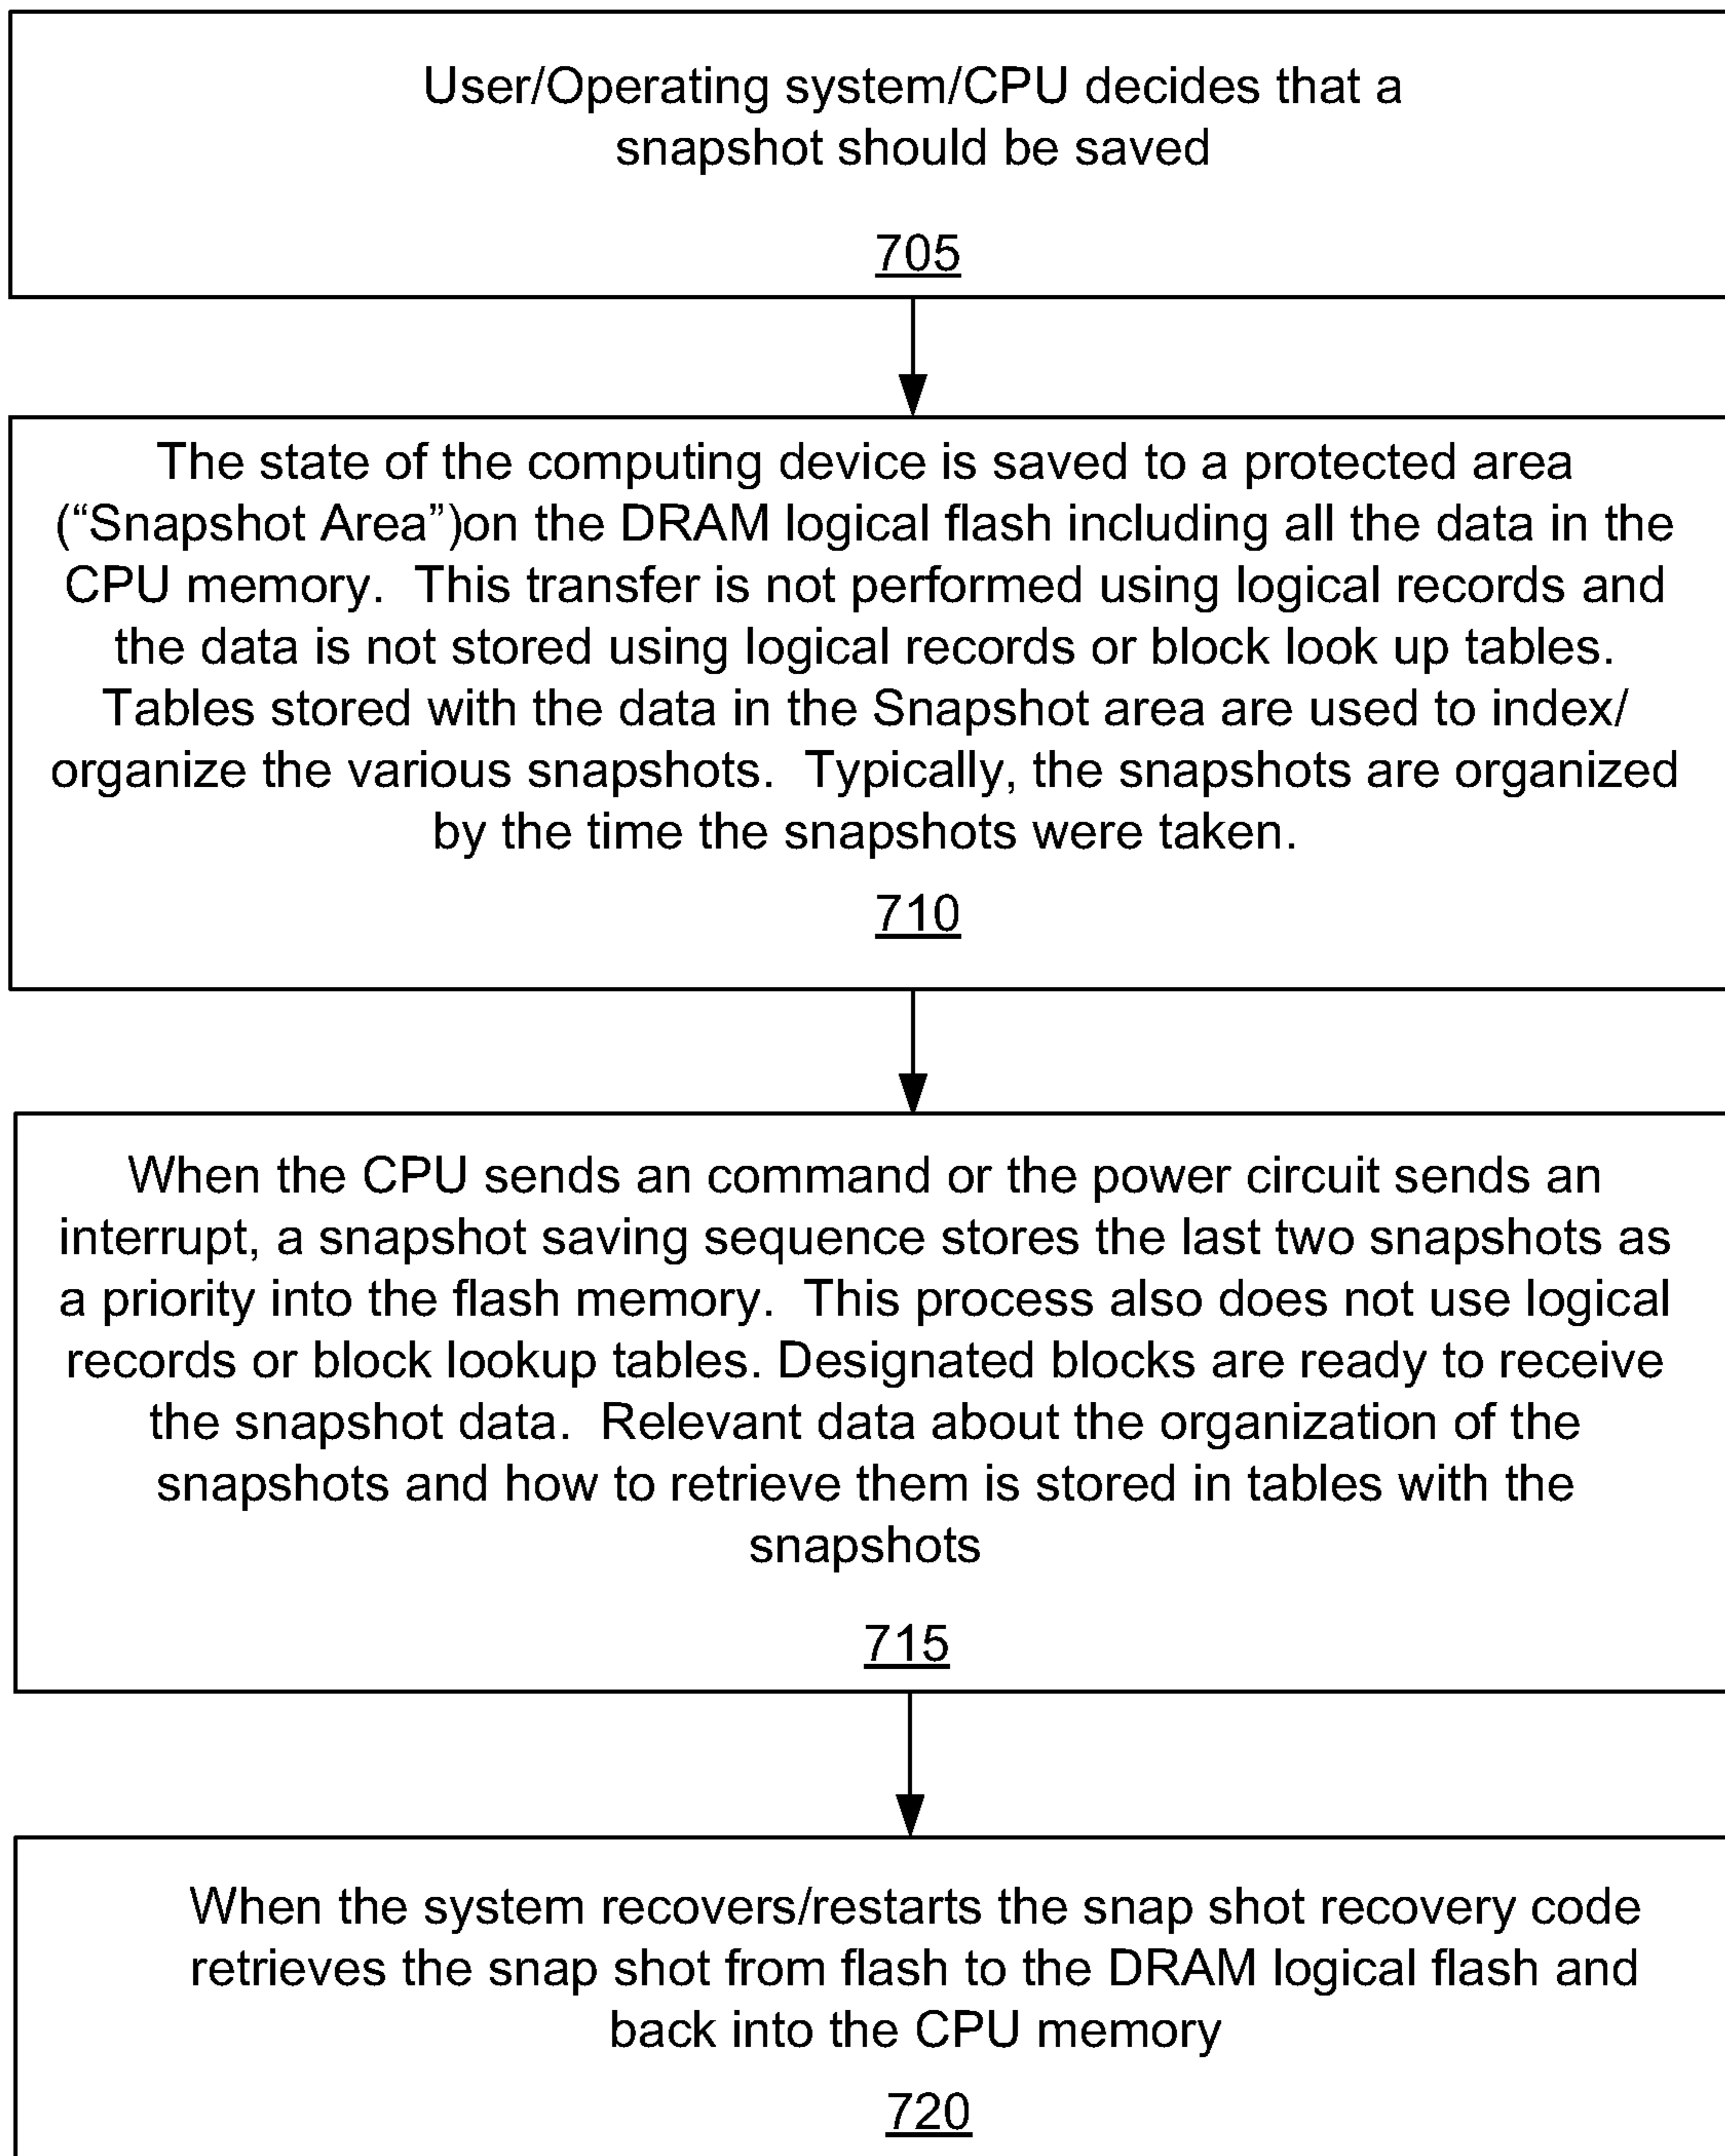 User/Operating system/CPU decides that a
snapshot should be saved
705
The state of the computing device is saved to a protected area
(“Snapshot Area”)on the DRAM logical flash including all the data in the
CPU memory.  This transfer is not performed using logical records and
the data is not stored using logical records or block look up tables.
Tables stored with the data in the Snapshot area are used to index/
organize the various snapshots.  Typically, the snapshots are organized
by the time the snapshots were taken.
710
When the CPU sends an command or the power circuit sends an
interrupt, a snapshot saving sequence stores the last two snapshots as
a priority into the flash memory.  This process also does not use logical
records or block lookup tables. Designated blocks are ready to receive
the snapshot data.  Relevant data about the organization of the
snapshots and how to retrieve them is stored in tables with the
snapshots
715
When the system recovers/restarts the snap shot recovery code
retrieves the snap shot from flash to the DRAM logical flash and
back into the CPU memory
720